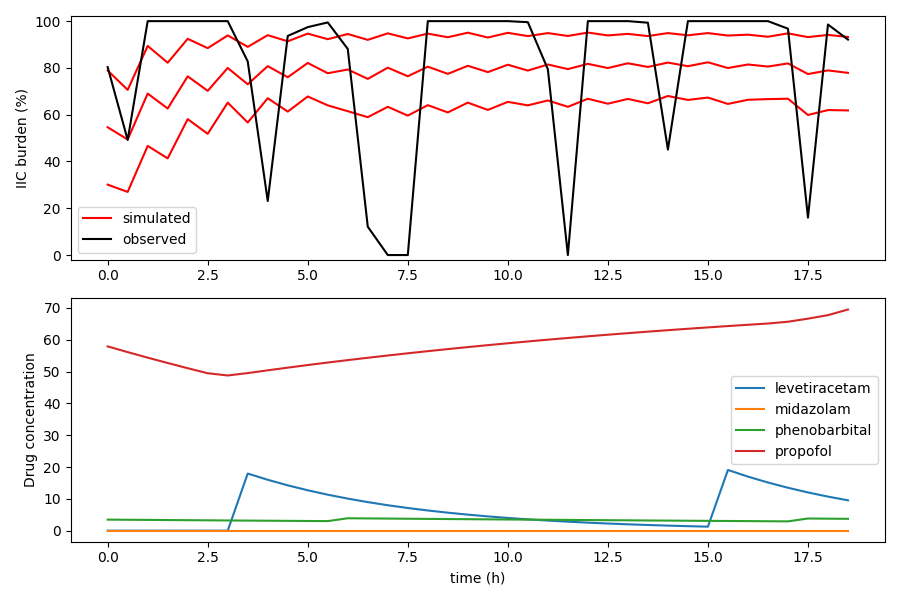 100
80
60
40
20
0
IIC burden (%)
simulated
observed
0.0 2.5 5.0 7.5 10.0 12.5 15.0 17.5
70
60
50
40
30
20
10
0
Drug concentration
levetiracetam
midazolam
phenobarbital
propofol
0.0 2.5 5.0 7.5 10.0 12.5 15.0 17.5
time (h)